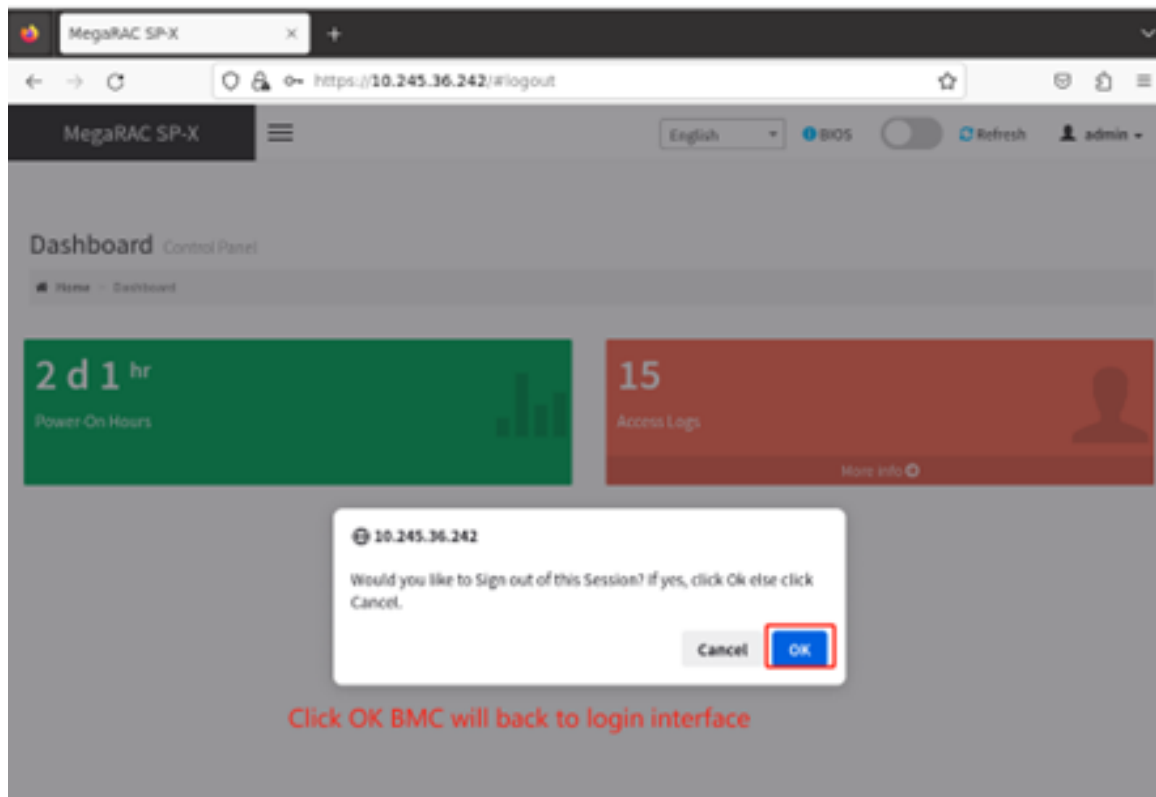 MegaRAC SP-X
https://10.245.36.242/#logout
MegaRAC SP-X
English
BIOS
Refresh
admin
Dashboard Control Panel
Home > Dashboard
2 d 1 hr
Power-On Hours
15
Access Logs
More info
10.245.36.242
Would you like to Sign out of this Session? If yes, click Ok else click
Cancel.
Cancel
OK
Click OK BMC will back to login interface